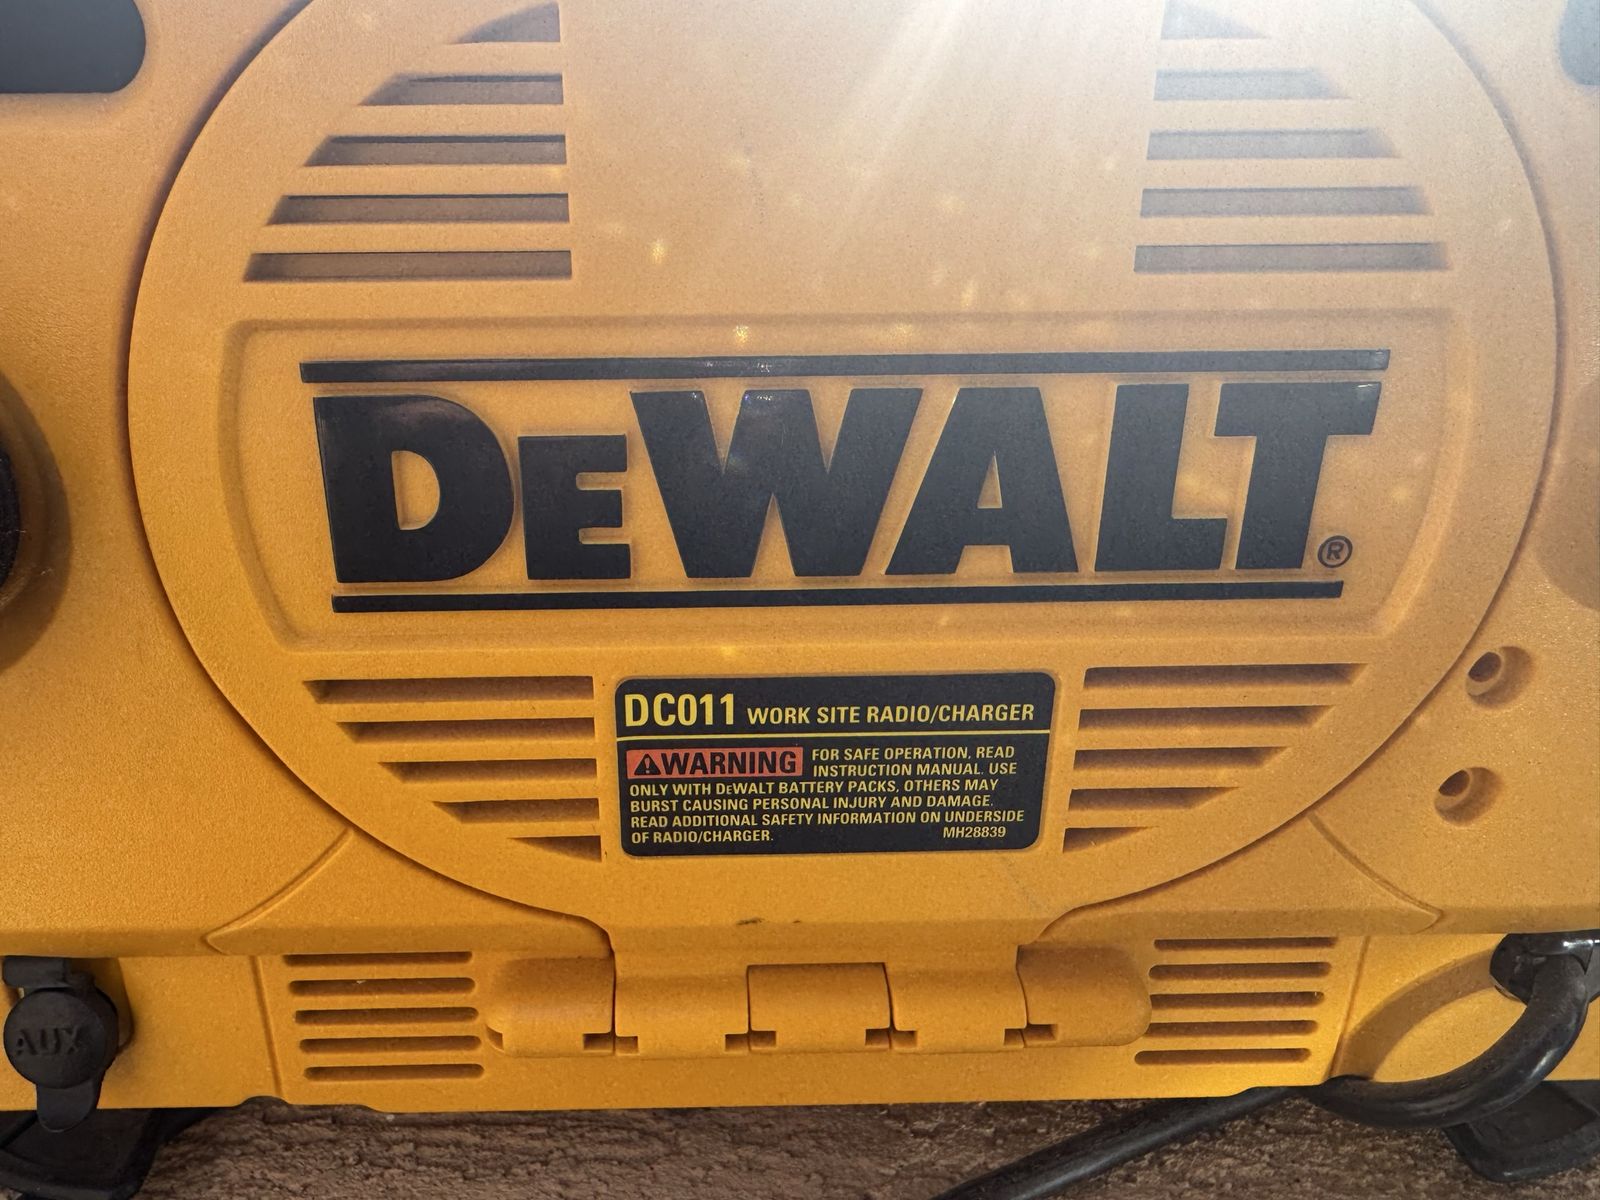 DEWALT®
DC011 WORK SITE RADIO/CHARGER
⚠WARNING FOR SAFE OPERATION, READ
INSTRUCTION MANUAL. USE
ONLY WITH DEWALT BATTERY PACKS, OTHERS MAY
BURST CAUSING PERSONAL INJURY AND DAMAGE.
READ ADDITIONAL SAFETY INFORMATION ON UNDERSIDE
OF RADIO/CHARGER. MH28839
AUX